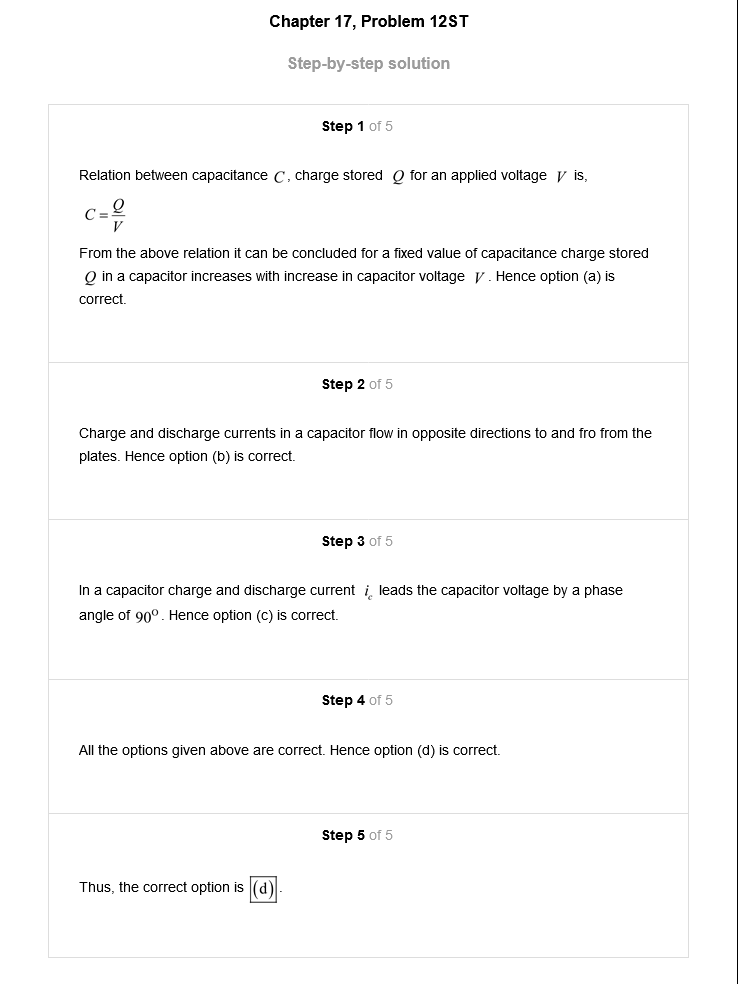 Chapter 17, Problem 12ST
Step-by-step solution
Step 1 of 5
Relation between capacitance C, charge stored Q for an applied voltage V is,
C = Q/V
From the above relation it can be concluded for a fixed value of capacitance charge stored
Q in a capacitor increases with increase in capacitor voltage V. Hence option (a) is
correct.
Step 2 of 5
Charge and discharge currents in a capacitor flow in opposite directions to and fro from the
plates. Hence option (b) is correct.
Step 3 of 5
In a capacitor charge and discharge current i_c leads the capacitor voltage by a phase
angle of 90°. Hence option (c) is correct.
Step 4 of 5
All the options given above are correct. Hence option (d) is correct.
Step 5 of 5
Thus, the correct option is (d).